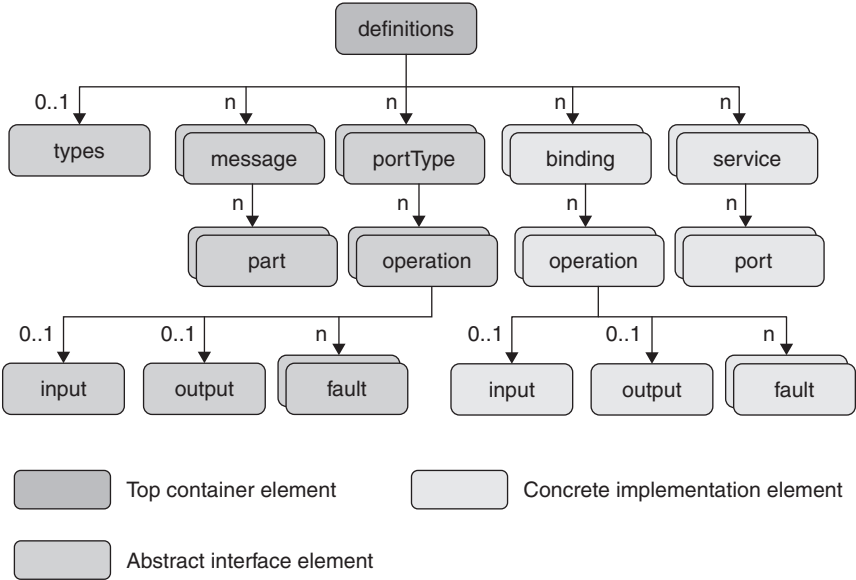 definitions
0..1 n n n n
types message portType binding service
n n n n
part operation operation port
0..1 0..1 n 0..1 0..1 n
input output fault input output fault
Top container element Concrete implementation element
Abstract interface element